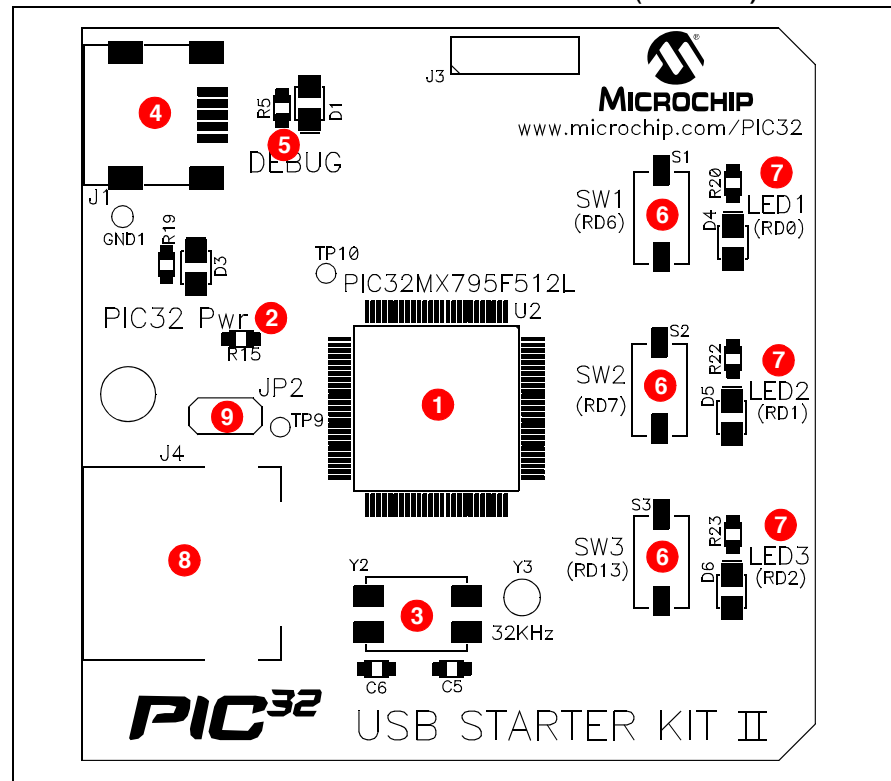 J3
MICROCHIP
®
www.microchip.com/PIC32
4
R5
D1
5
DEBUG
J1
GND1
R19
D3
TP10
PIC32MX795F512L
U2
PIC32 Pwr
2
R15
JP2
9
TP9
1
J4
8
S1
SW1
(RD6)
6
R20
7
D4
LED1
(RD0)
S2
SW2
(RD7)
6
R22
7
D5
LED2
(RD1)
S3
SW3
(RD13)
6
R23
7
D6
LED3
(RD2)
Y2
3
Y3
32KHz
C6
C5
PIC32
USB STARTER KIT II